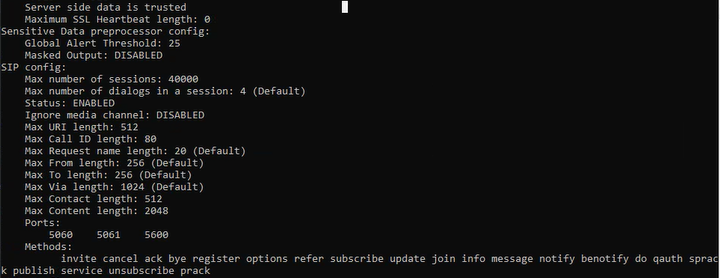 Server side data is trusted
Maximum SSL Heartbeat length: 0
Sensitive Data preprocessor config:
Global Alert Threshold: 25
Masked Output: DISABLED
SIP config:
Max number of sessions: 40000
Max number of dialogs in a session: 4 (Default)
Status: ENABLED
Ignore media channel: DISABLED
Max URI length: 512
Max Call ID length: 80
Max Request name length: 20 (Default)
Max From length: 256 (Default)
Max To length: 256 (Default)
Max Via length: 1024 (Default)
Max Contact length: 512
Max Content length: 2048
Ports:
5060 5061 5600
Methods:
invite cancel ack bye register options refer subscribe update join info message notify benotify do qauth sprac
k publish service unsubscribe prack